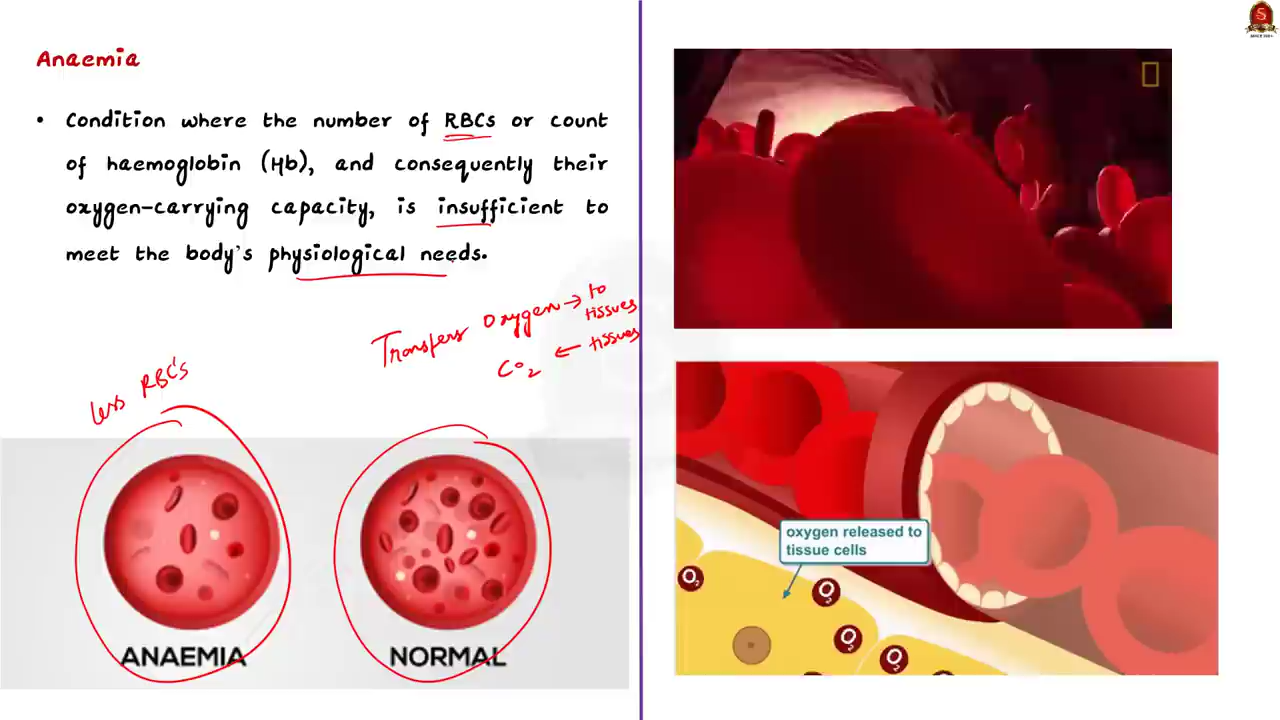 Anaemia
• Condition where the number of RBCs or count
of haemoglobin (Hb), and consequently their
oxygen-carrying capacity, is insufficient to
meet the body's physiological needs.
Transfers Oxygen → to
tissues
CO2 ← tissues
less RBC's
ANAEMIA
NORMAL
oxygen released to
tissue cells
O2
O2
O2
O2
S